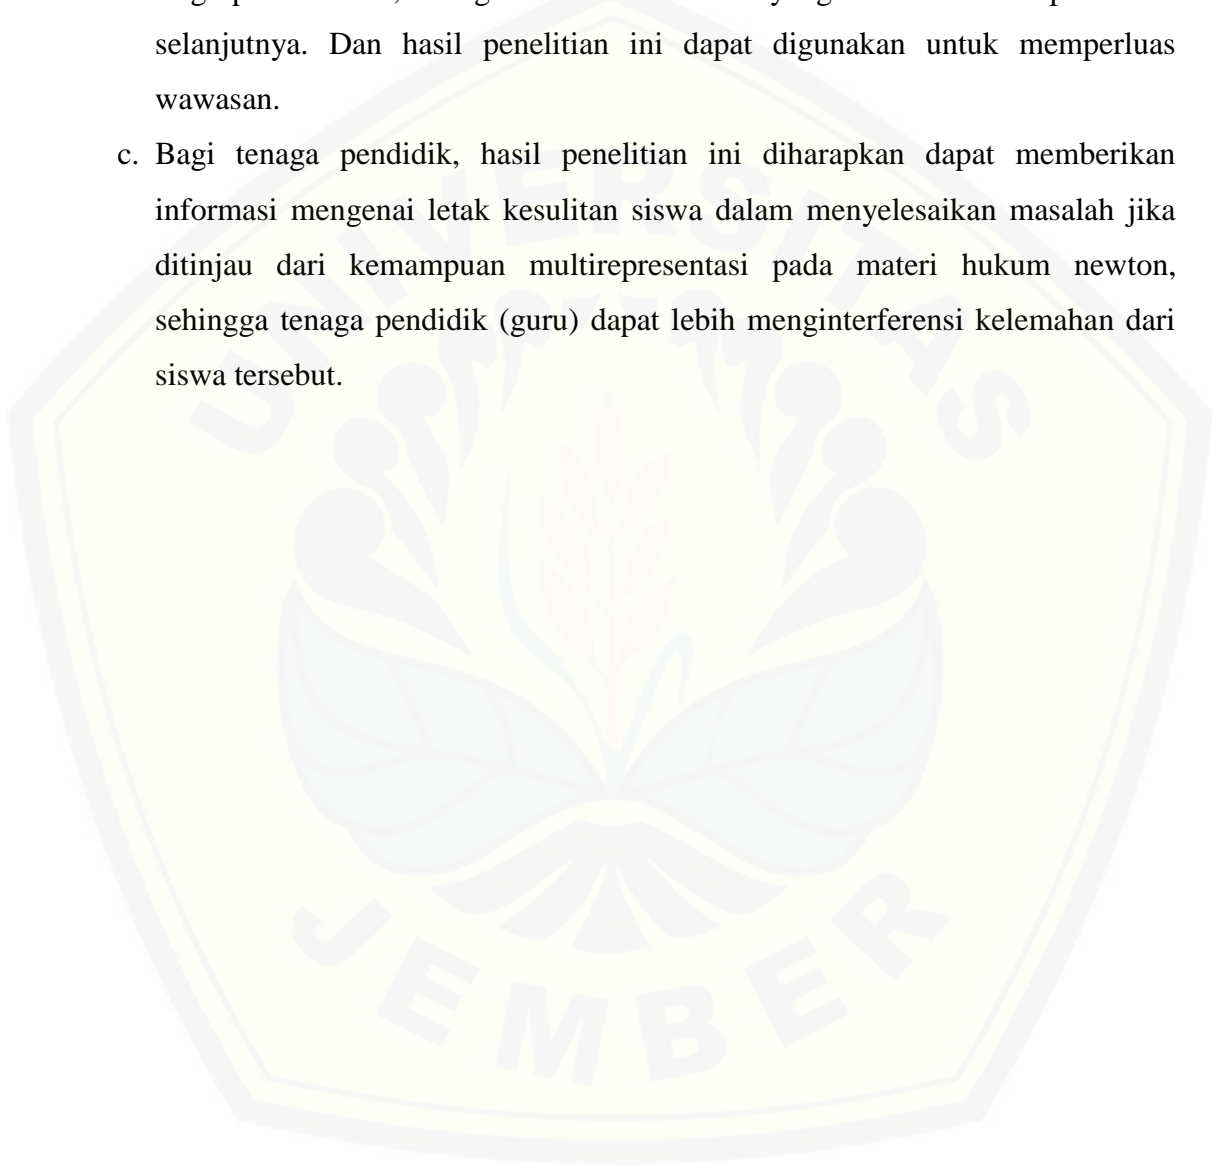 selanjutnya. Dan hasil penelitian ini dapat digunakan untuk memperluas
wawasan.
c. Bagi tenaga pendidik, hasil penelitian ini diharapkan dapat memberikan
informasi mengenai letak kesulitan siswa dalam menyelesaikan masalah jika
ditinjau dari kemampuan multirepresentasi pada materi hukum newton,
sehingga tenaga pendidik (guru) dapat lebih menginterferensi kelemahan dari
siswa tersebut.
UNIVERSITAS
JEMBER